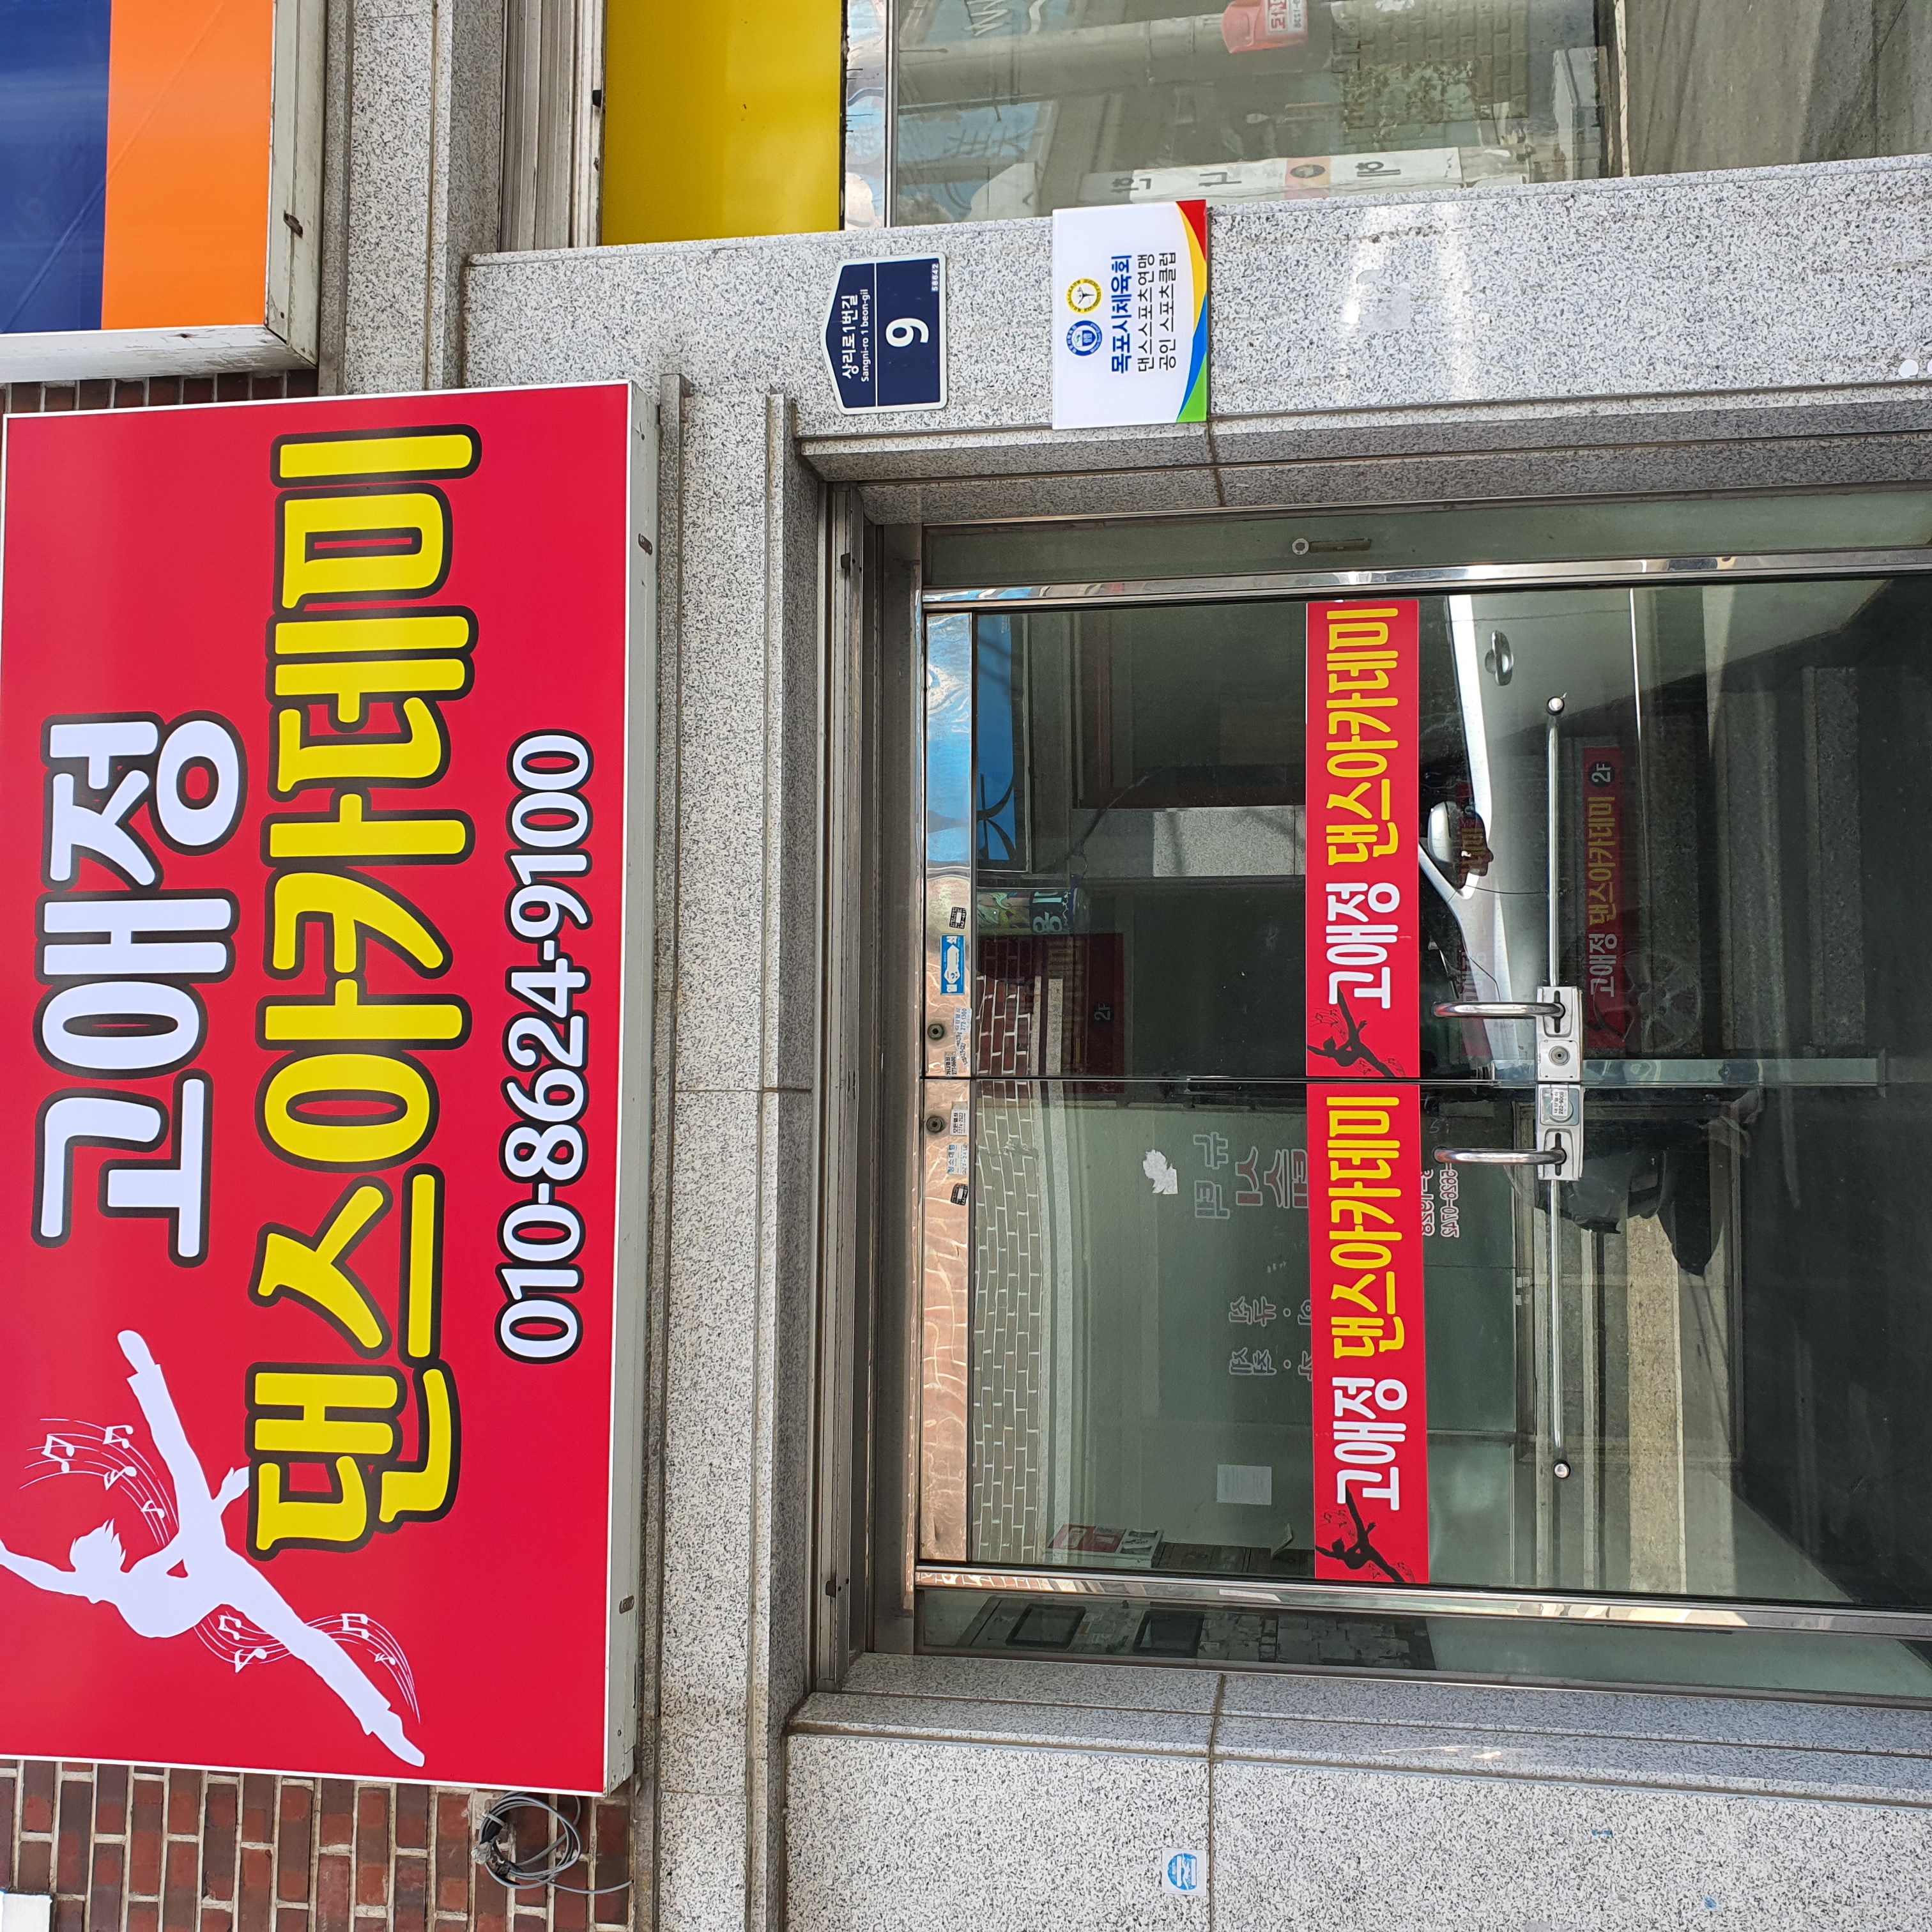 고애정
댄스아카데미
010-8624-9100
상리로1번길
Sangni-ro 1 beon-gil
9
58642
목포시체육회
댄스스포츠연맹
공인 스포츠클럽
고애정 댄스아카데미
고애정 댄스아카데미
고애정 댄스아카데미 2F
2F